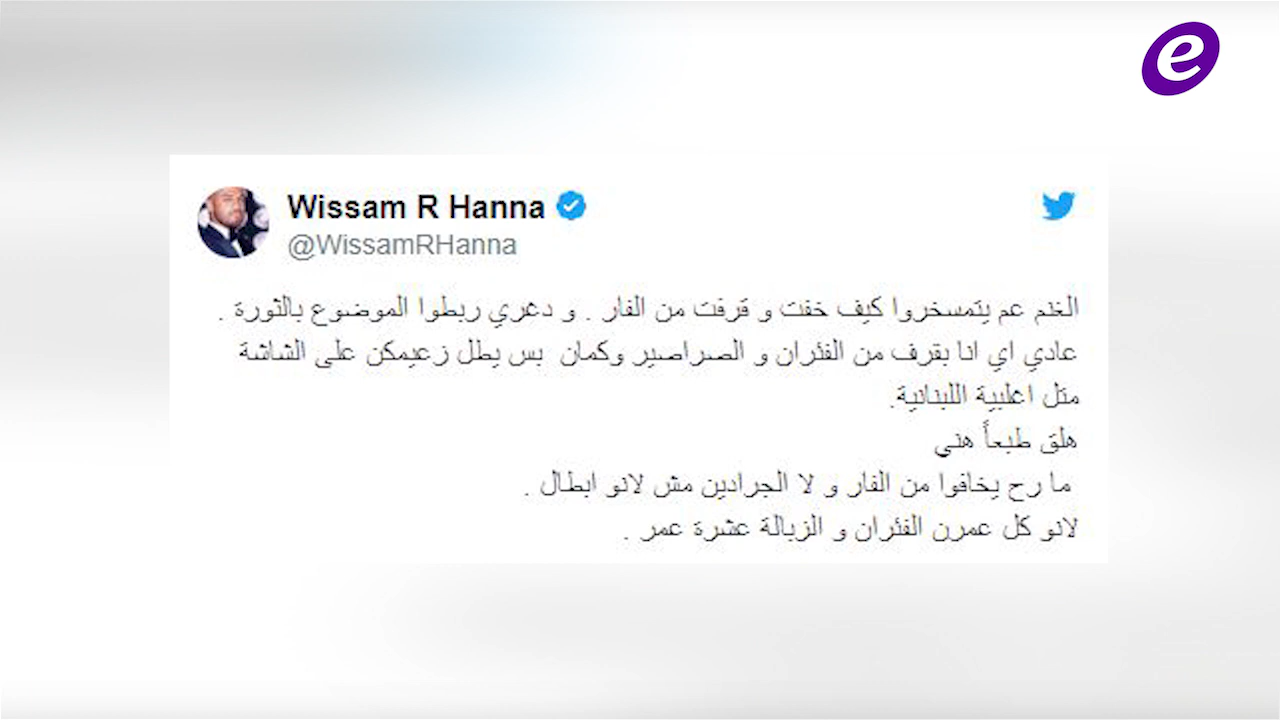 e
Wissam R Hanna
@WissamRHanna
الغنم عم يتمسخروا كيف خفت و قرفت من الفار . و دغري ربطوا الموضوع بالثورة .
عادي اي انا بقرف من الفئران و الصراصير وكمان  بس يطل زعيمكن على الشاشة
متل اغلبية اللبنانية.
هلق طبعاً هني
ما رح يخافوا من الفار و لا الجرادين مش لانو ابطال .
لانو كل عمرن الفئران و الزبالة عشرة عمر .